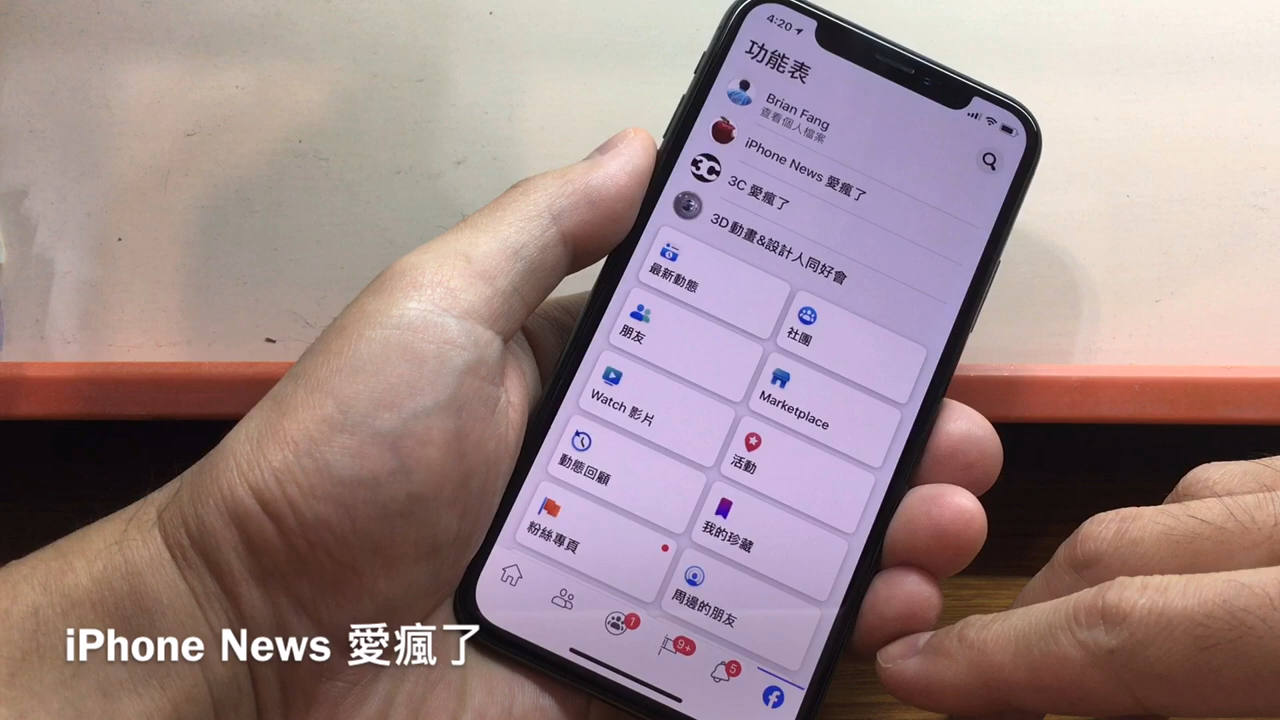 4:20
功能表
Brian Fang
查看個人檔案
iPhone News 愛瘋了
3C
3C 愛瘋了
3D動畫&設計人同好會
最新動態
社團
朋友
Marketplace
Watch 影片
活動
動態回顧
我的珍藏
粉絲專頁
周邊的朋友
1
9+
5
iPhone News 愛瘋了